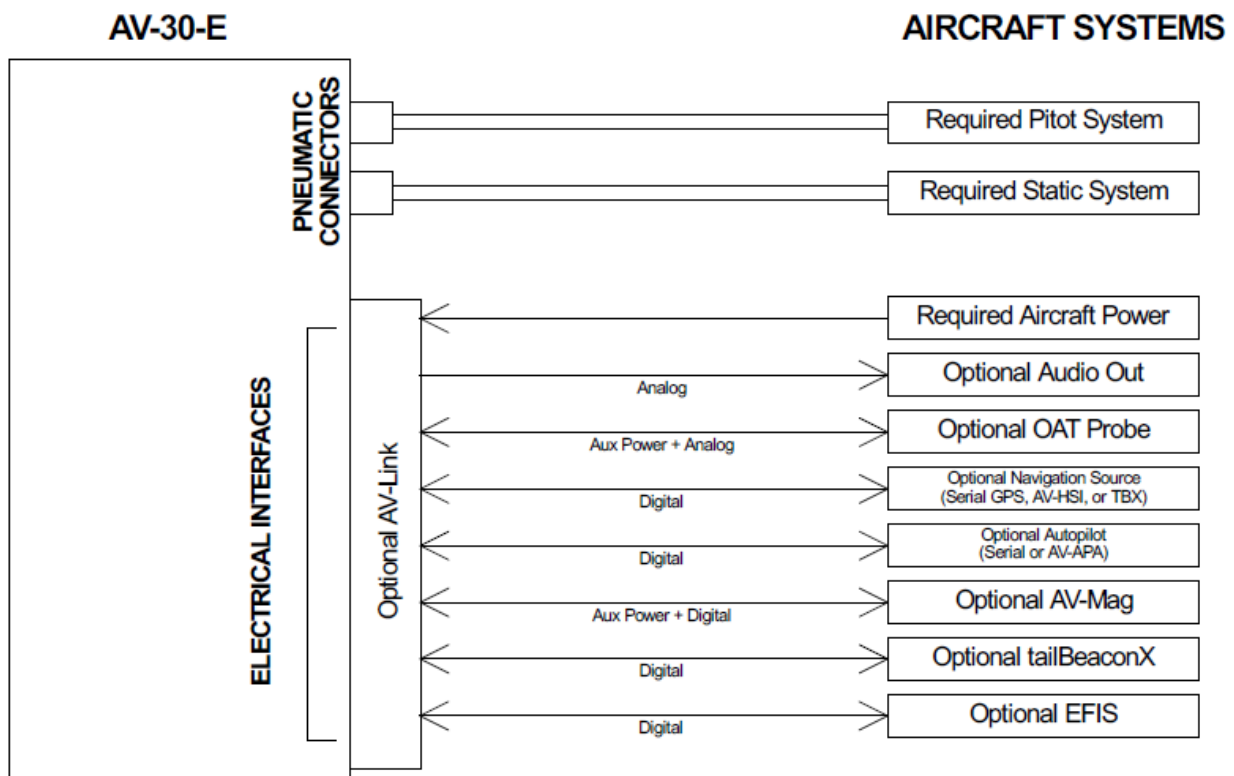 AV-30-E
AIRCRAFT SYSTEMS
PNEUMATIC
CONNECTORS
Required Pitot System
Required Static System
ELECTRICAL INTERFACES
Optional AV-Link
Required Aircraft Power
Analog
Optional Audio Out
Aux Power + Analog
Optional OAT Probe
Digital
Optional Navigation Source
(Serial GPS, AV-HSI, or TBX)
Digital
Optional Autopilot
(Serial or AV-APA)
Aux Power + Digital
Optional AV-Mag
Digital
Optional tailBeaconX
Digital
Optional EFIS